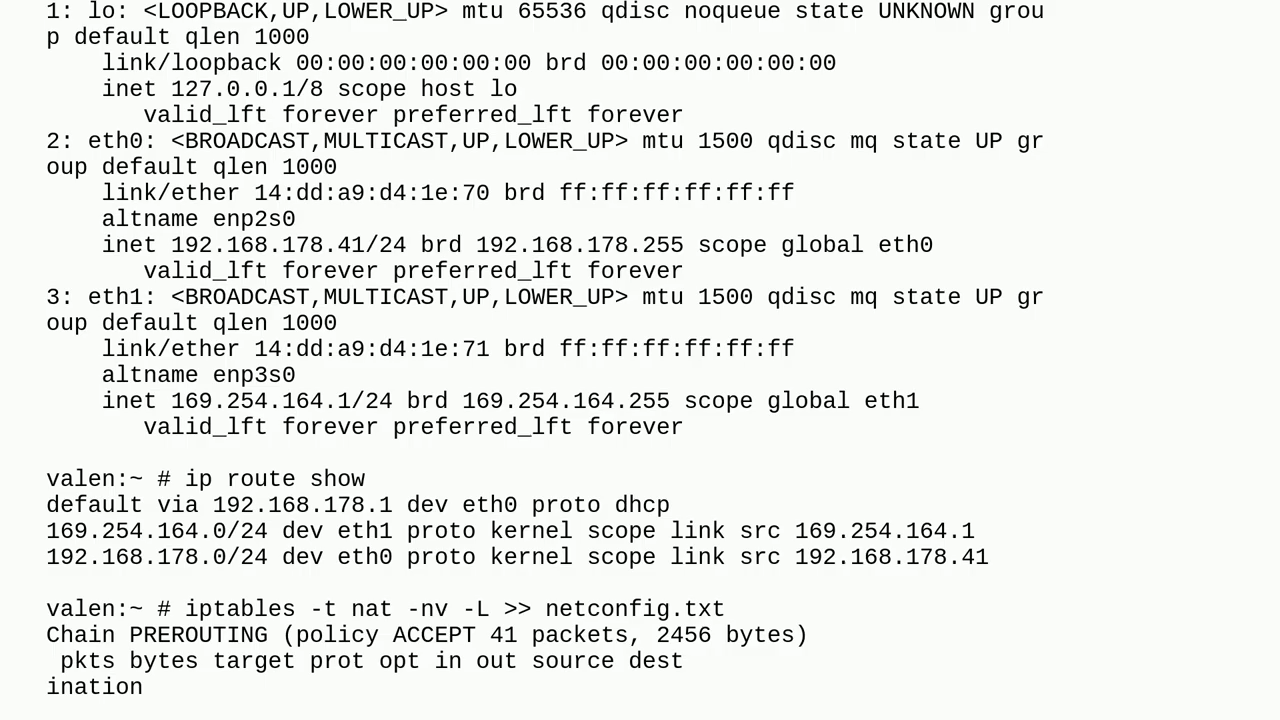 1: lo: <LOOPBACK,UP,LOWER_UP> mtu 65536 qdisc noqueue state UNKNOWN grou
p default qlen 1000
    link/loopback 00:00:00:00:00:00 brd 00:00:00:00:00:00
    inet 127.0.0.1/8 scope host lo
       valid_lft forever preferred_lft forever
2: eth0: <BROADCAST,MULTICAST,UP,LOWER_UP> mtu 1500 qdisc mq state UP gr
oup default qlen 1000
    link/ether 14:dd:a9:d4:1e:70 brd ff:ff:ff:ff:ff:ff
    altname enp2s0
    inet 192.168.178.41/24 brd 192.168.178.255 scope global eth0
       valid_lft forever preferred_lft forever
3: eth1: <BROADCAST,MULTICAST,UP,LOWER_UP> mtu 1500 qdisc mq state UP gr
oup default qlen 1000
    link/ether 14:dd:a9:d4:1e:71 brd ff:ff:ff:ff:ff:ff
    altname enp3s0
    inet 169.254.164.1/24 brd 169.254.164.255 scope global eth1
       valid_lft forever preferred_lft forever

valen:~ # ip route show
default via 192.168.178.1 dev eth0 proto dhcp
169.254.164.0/24 dev eth1 proto kernel scope link src 169.254.164.1
192.168.178.0/24 dev eth0 proto kernel scope link src 192.168.178.41

valen:~ # iptables -t nat -nv -L >> netconfig.txt
Chain PREROUTING (policy ACCEPT 41 packets, 2456 bytes)
 pkts bytes target prot opt in out source dest
ination